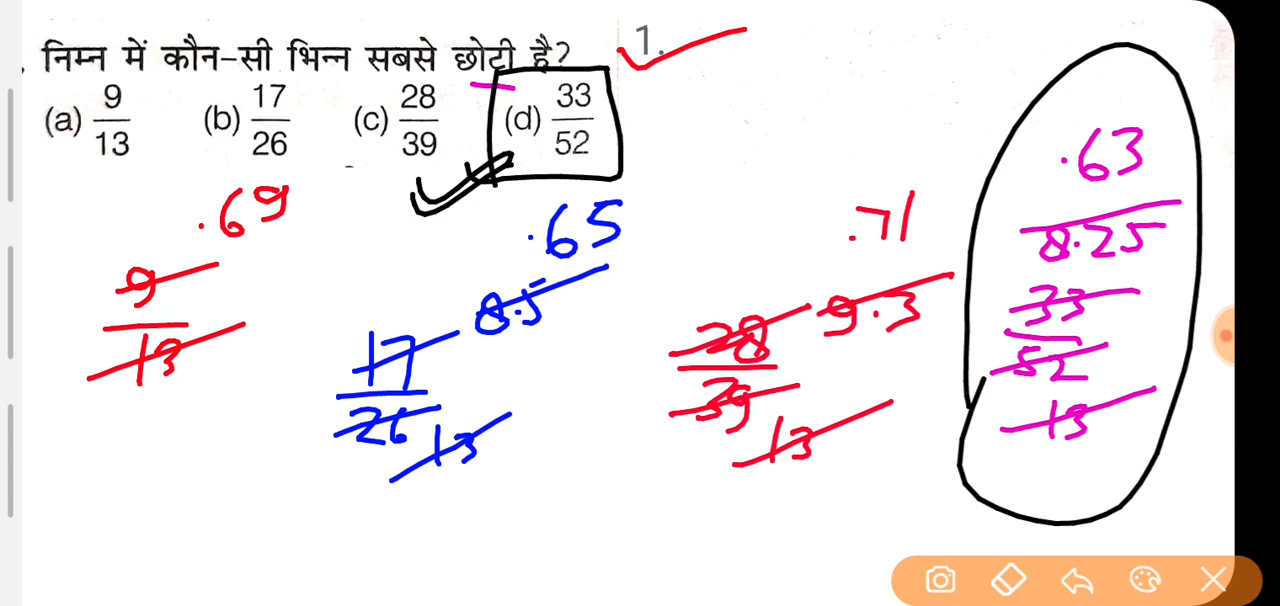 . निम्न में कौन-सी भिन्न सबसे छोटी है? 1.
(a) 9/13 (b) 17/26 (c) 28/39 (d) 33/52
.69 .65 .71 .63
9/13 17/26 8.5 13 28/39 9.3 13 8.25 33/52 13